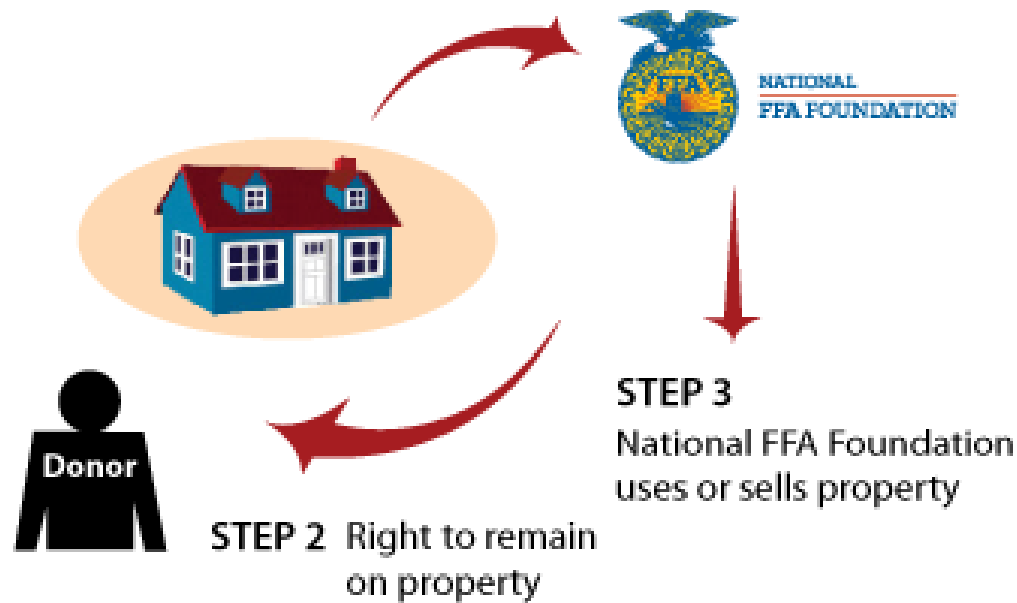 FFA
NATIONAL
FFA FOUNDATION
Donor
STEP 2 Right to remain
on property
STEP 3
National FFA Foundation
uses or sells property